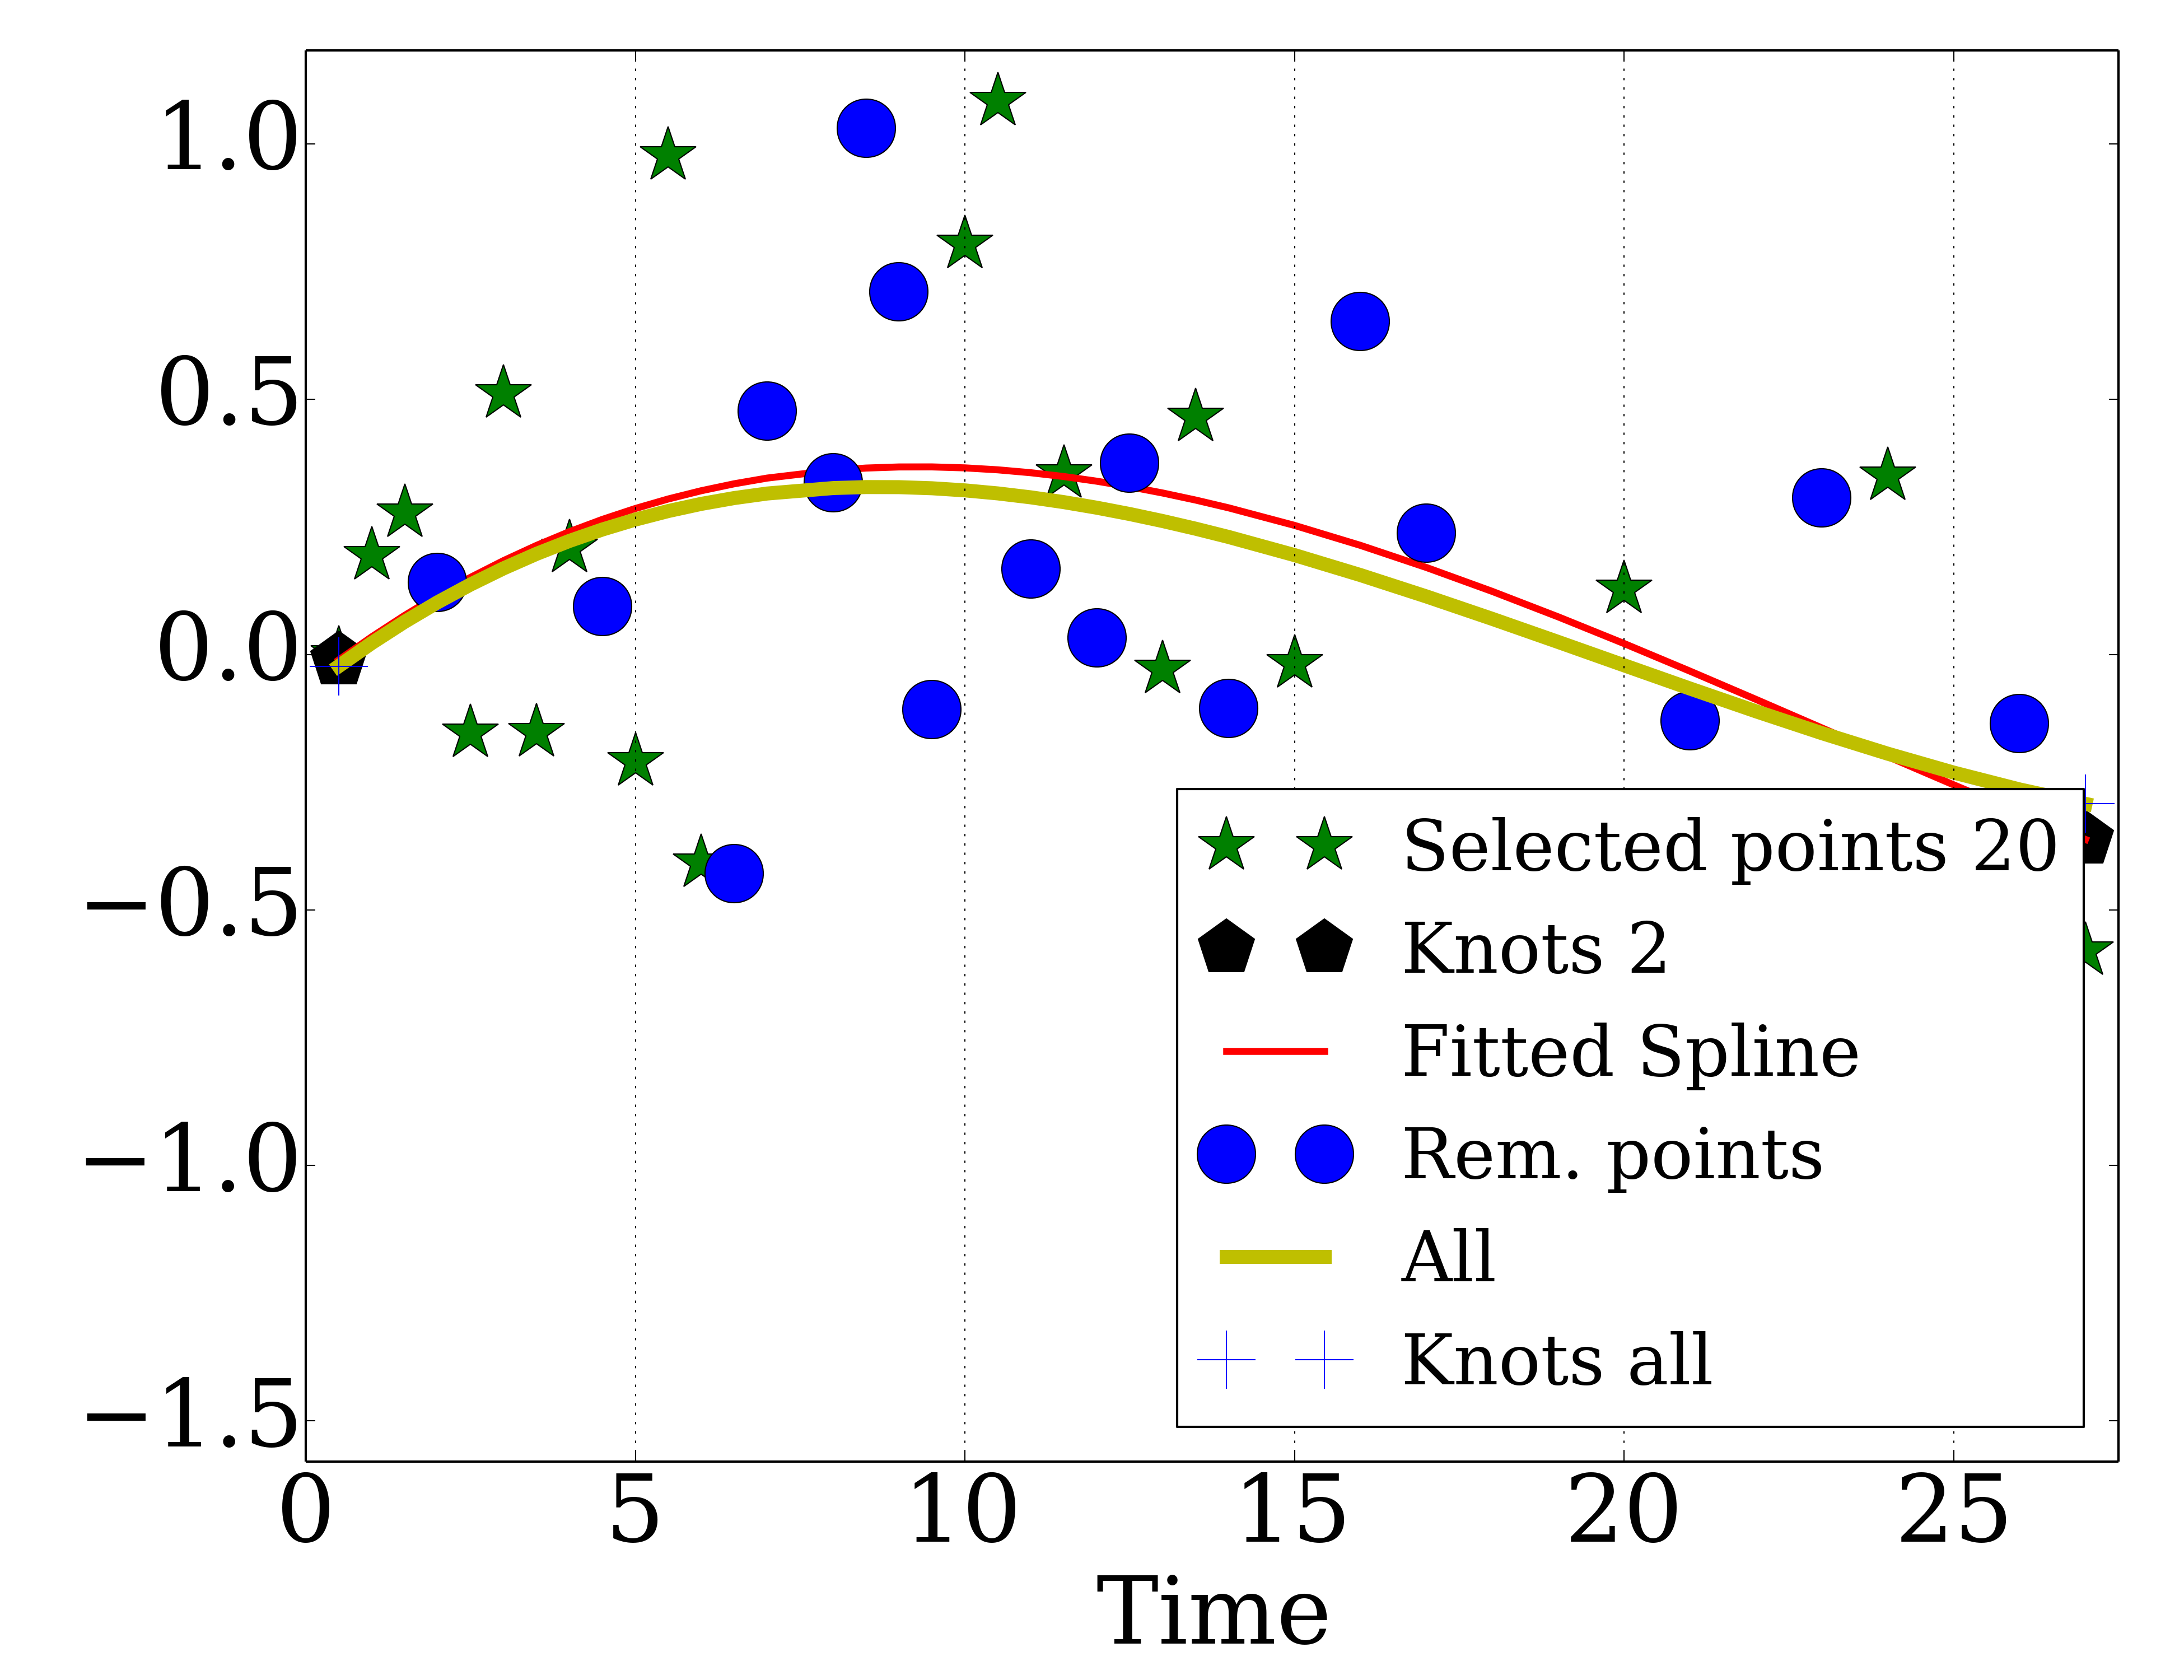 1.0
0.5
0.0
−0.5
−1.0
−1.5
0 5 10 15 20 25
Time
Selected points 20
Knots 2
Fitted Spline
Rem. points
All
Knots all